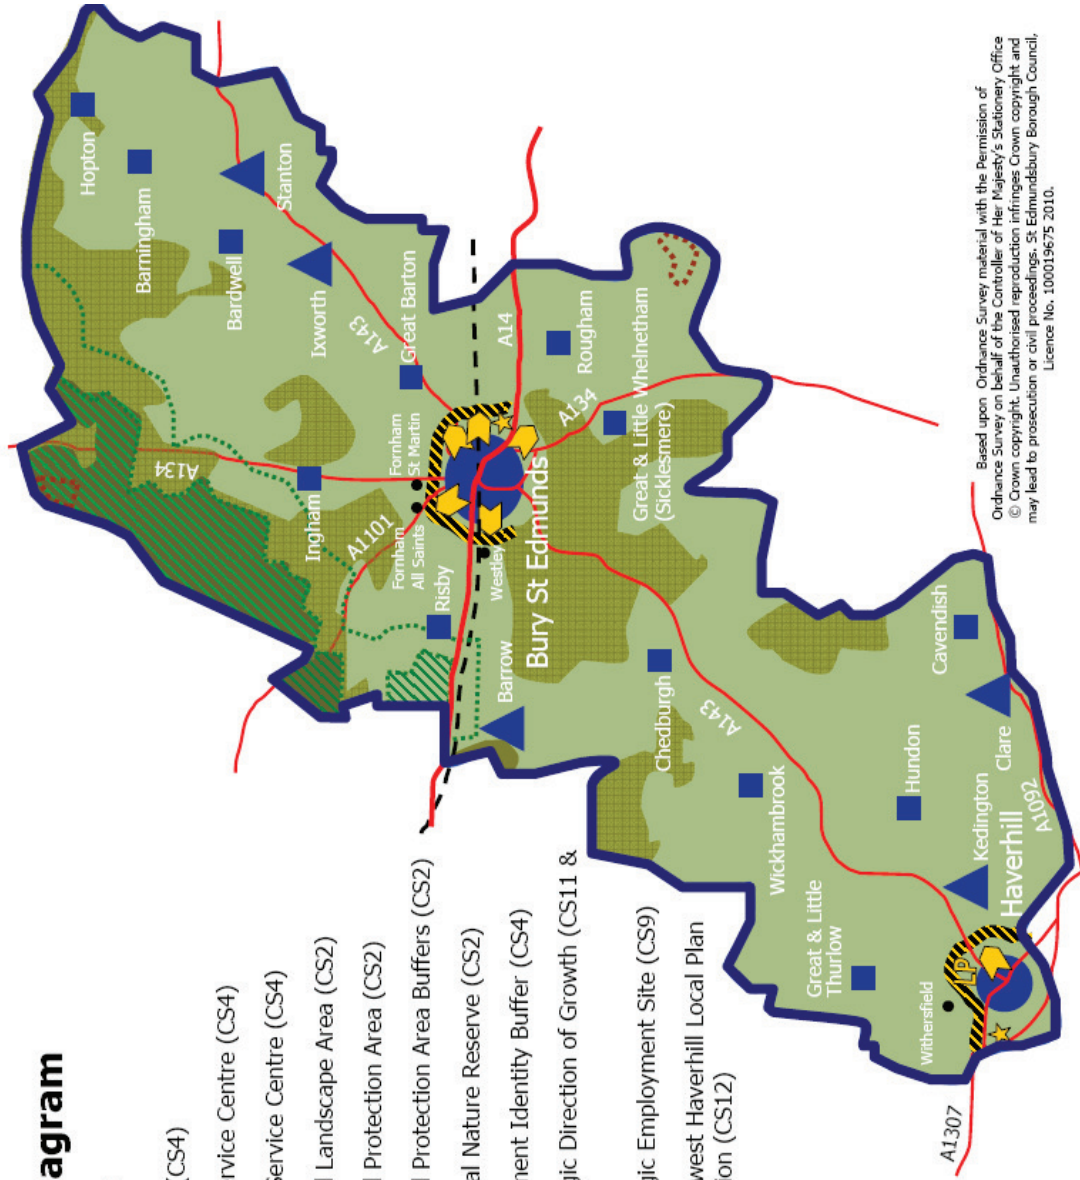 agram
(CS4)
rvice Centre (CS4)
Service Centre (CS4)
l Landscape Area (CS2)
l Protection Area (CS2)
l Protection Area Buffers (CS2)
al Nature Reserve (CS2)
ment Identity Buffer (CS4)
gic Direction of Growth (CS11 &
gic Employment Site (CS9)
west Haverhill Local Plan
ion (CS12)
Hopton
Barningham
Stanton
Bardwell
Ixworth
A143
Great Barton
A14
Rougham
A134
Great & Little Whelnetham
(Sicklesmere)
A134
Ingham
Fornham
St Martin
A1101
Fornham
All Saints
Risby
Westley
Bury St Edmunds
Barrow
Chedburgh
A143
Wickhambrook
Cavendish
Hundon
Clare
Kedington
A1092
Haverhill
Great & Little
Thurlow
LP
Withersfield
A1307
Based upon Ordnance Survey material with the Permission of
Ordnance Survey on behalf of the Controller of Her Majesty's Stationery Office
© Crown copyright. Unauthorised reproduction infringes Crown copyright and
may lead to prosecution or civil proceedings. St Edmundsbury Borough Council,
Licence No. 100019675 2010.